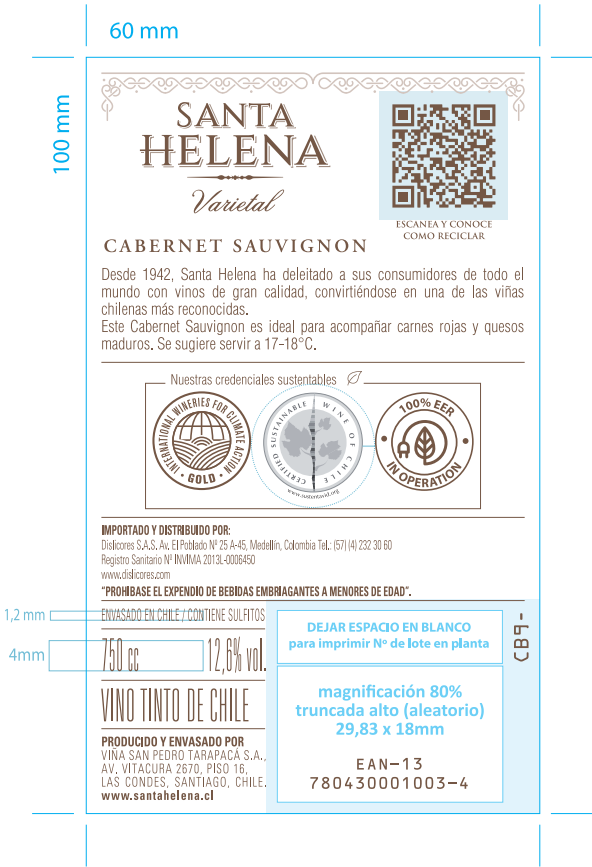 60 mm
100 mm
SANTA
HELENA
Varietal
ESCANEA Y CONOCE
COMO RECICLAR
CABERNET SAUVIGNON
Desde 1942, Santa Helena ha deleitado a sus consumidores de todo el
mundo con vinos de gran calidad, convirtiéndose en una de las viñas
chilenas más reconocidas.
Este Cabernet Sauvignon es ideal para acompañar carnes rojas y quesos
maduros. Se sugiere servir a 17-18°C.
Nuestras credenciales sustentables
INTERNATIONAL WINERIES FOR CLIMATE ACTION
• GOLD •
CERTIFIED SUSTAINABLE WINE OF CHILE
www.sustentavid.org
100% EER
IN OPERATION
IMPORTADO Y DISTRIBUIDO POR:
Dislicores S.A.S. Av. El Poblado Nº 25 A-45, Medellín, Colombia Tel.: (57) (4) 232 30 60
Registro Sanitario Nº INVIMA 2013L-0006450
www.dislicores.com
"PROHIBASE EL EXPENDIO DE BEBIDAS EMBRIAGANTES A MENORES DE EDAD".
1,2 mm
ENVASADO EN CHILE / CONTIENE SULFITOS
4mm
750 cc 12,6% vol.
VINO TINTO DE CHILE
PRODUCIDO Y ENVASADO POR
VIÑA SAN PEDRO TARAPACÁ S.A.,
AV. VITACURA 2670, PISO 16,
LAS CONDES, SANTIAGO, CHILE.
www.santahelena.cl
DEJAR ESPACIO EN BLANCO
para imprimir Nº de lote en planta
CB9-
magnificación 80%
truncada alto (aleatorio)
29,83 x 18mm
EAN-13
780430001003-4